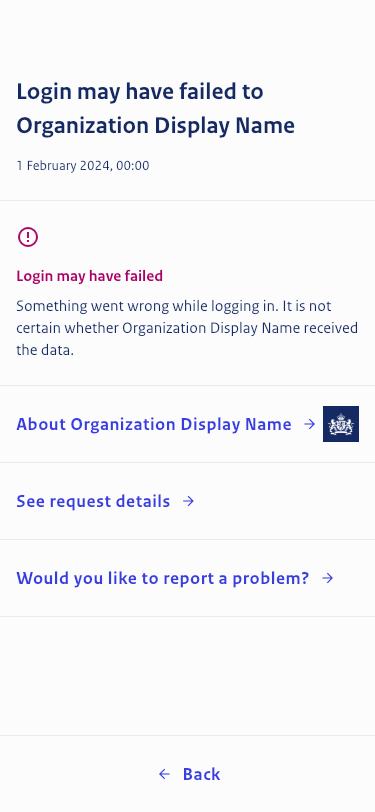 Login may have failed to
Organization Display Name
1 February 2024, 00:00
Login may have failed
Something went wrong while logging in. It is not
certain whether Organization Display Name received
the data.
About Organization Display Name
See request details
Would you like to report a problem?
Back